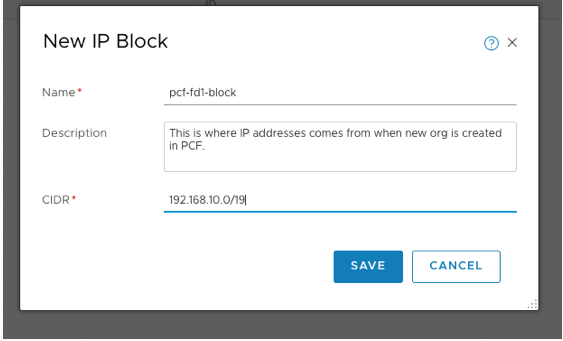 New IP Block
Name*
pcf-fd1-block
Description
This is where IP addresses comes from when new org is created
in PCF.
CIDR*
192.168.10.0/19
SAVE
CANCEL